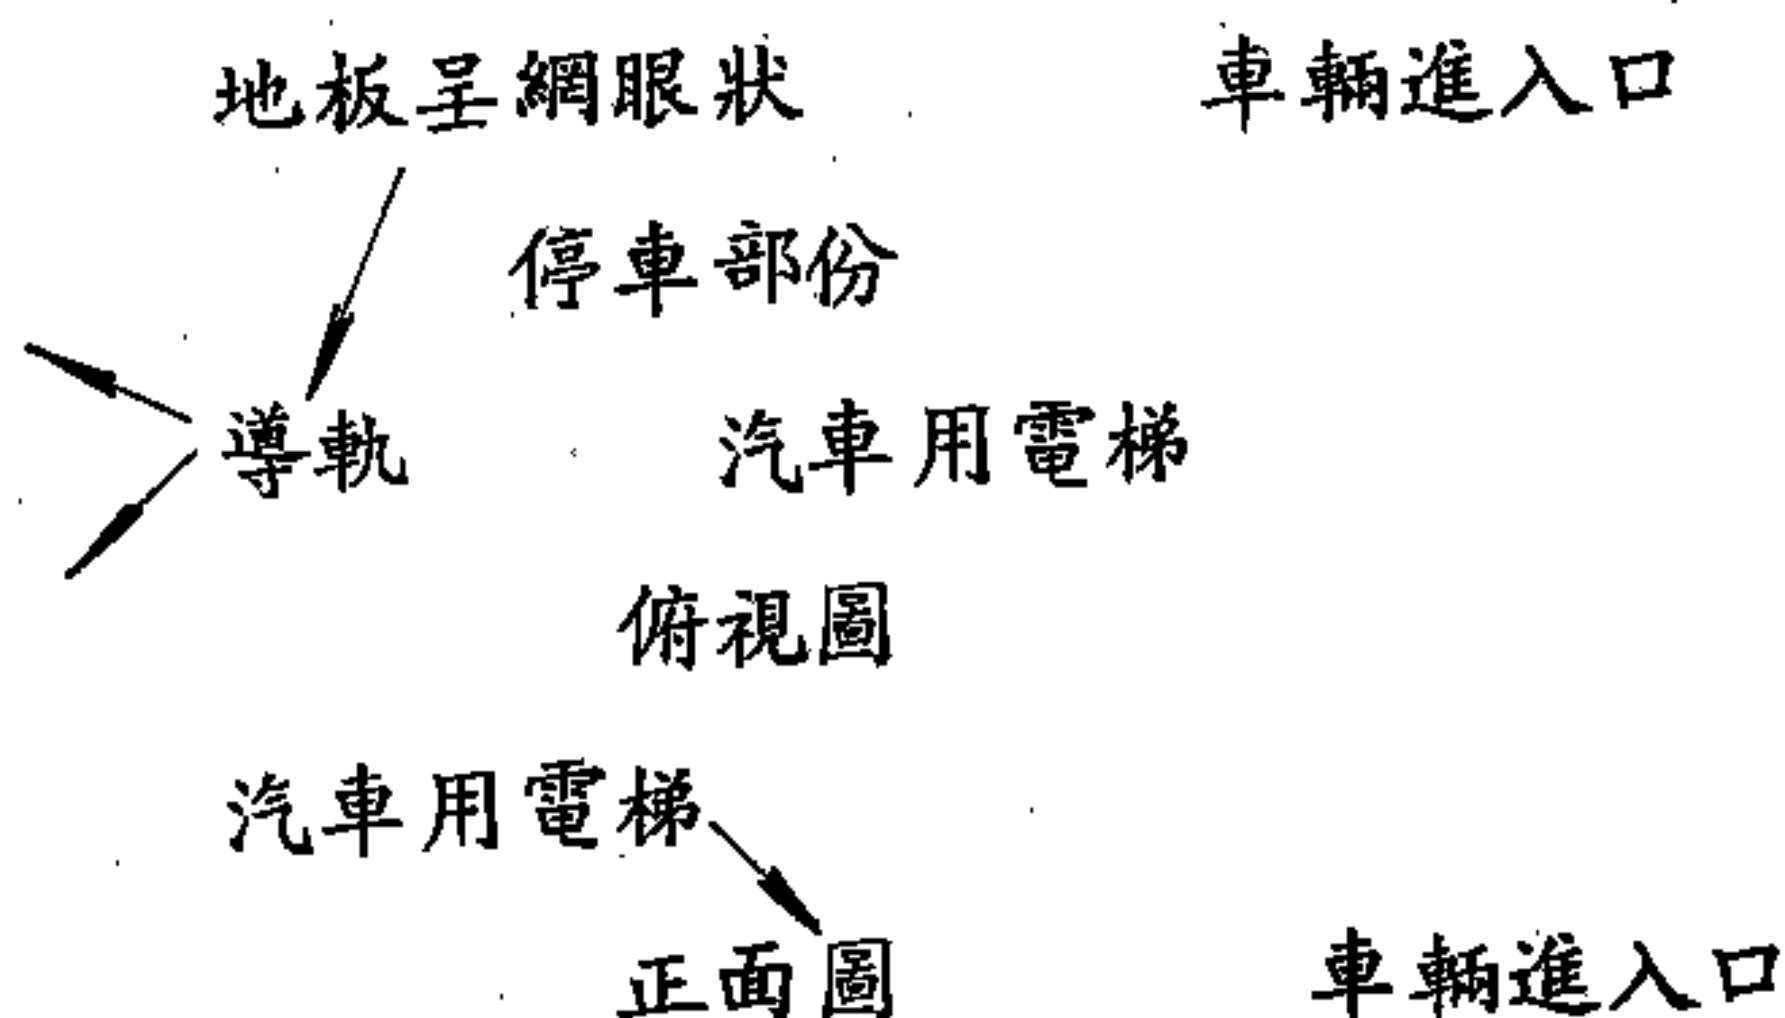 地板呈網眼狀 車輛進入口
停車部份
導軌 汽車用電梯
俯視圖
汽車用電梯
正面圖 車輛進入口